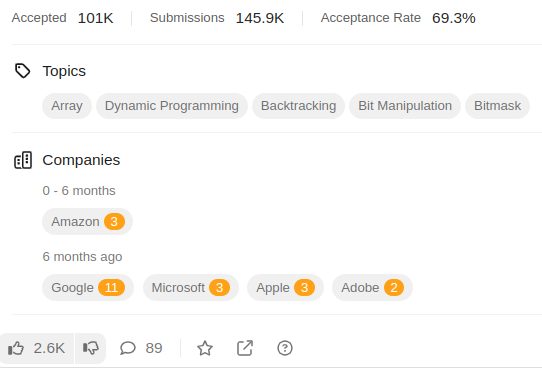 Accepted 101K Submissions 145.9K Acceptance Rate 69.3%
Topics
Array Dynamic Programming Backtracking Bit Manipulation Bitmask
Companies
0 - 6 months
Amazon 3
6 months ago
Google 11 Microsoft 3 Apple 3 Adobe 2
2.6K 89